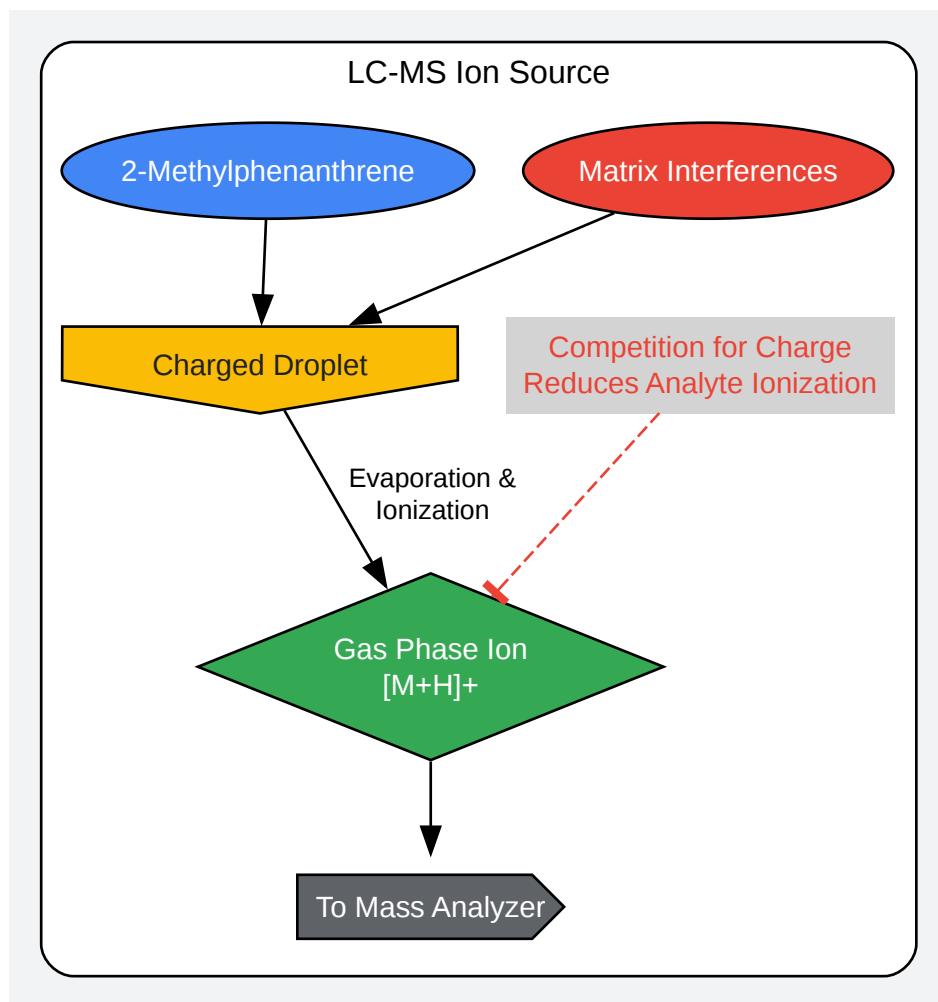 LC-MS Ion Source
2-Methylphenanthrene
Matrix Interferences
Charged Droplet
Competition for Charge
Reduces Analyte Ionization
Evaporation &
Ionization
Gas Phase Ion
[M+H]+
To Mass Analyzer